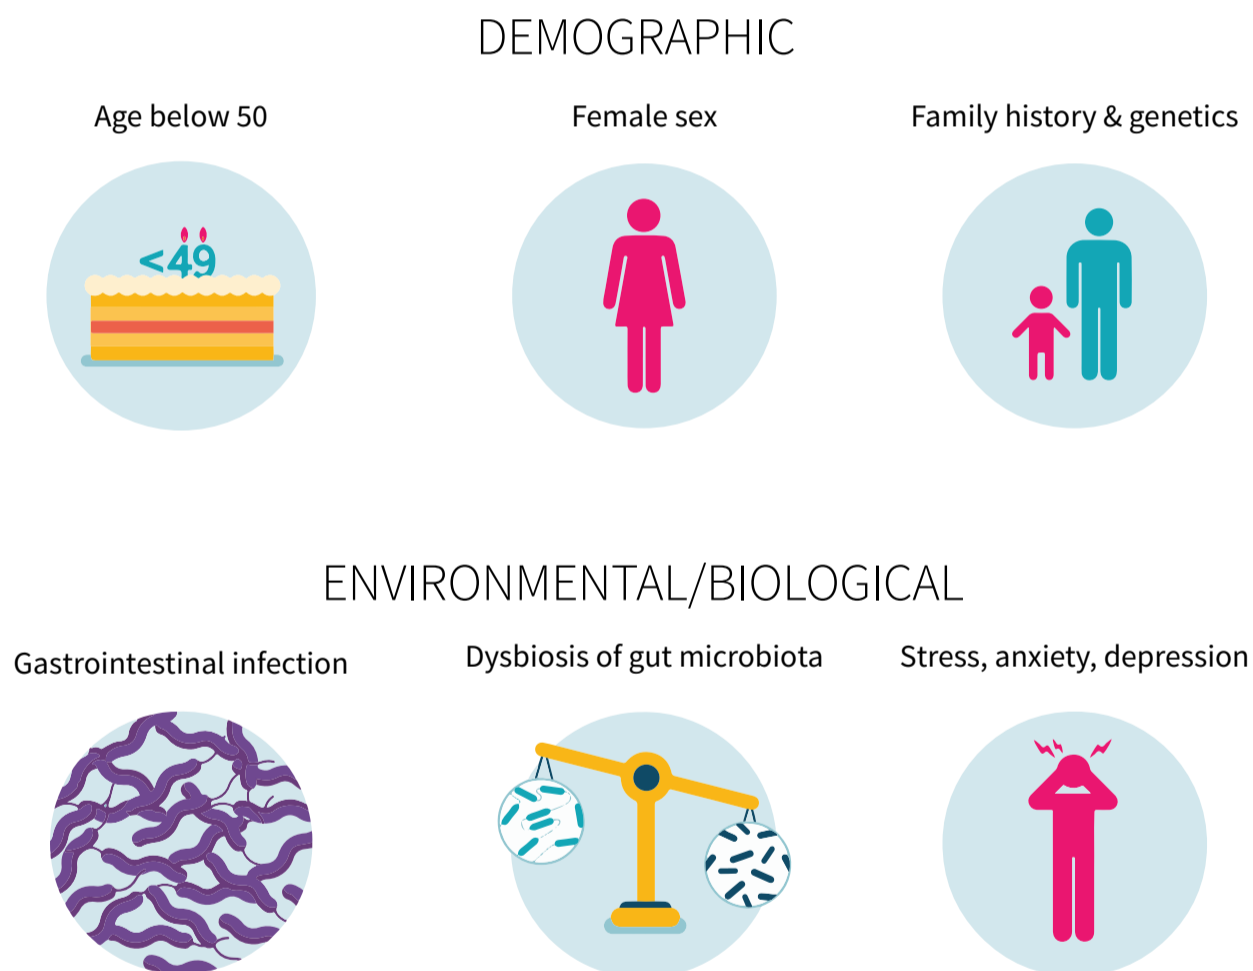 DEMOGRAPHIC
Age below 50
Female sex
Family history & genetics
<49
ENVIRONMENTAL/BIOLOGICAL
Gastrointestinal infection
Dysbiosis of gut microbiota
Stress, anxiety, depression